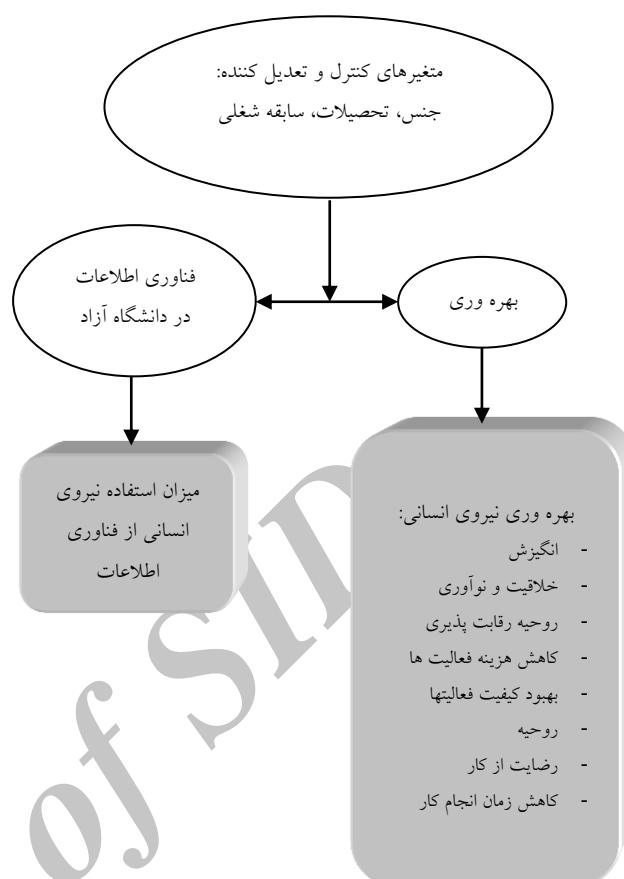 متغیرهای کنترل و تعدیل کننده:
جنس، تحصیلات، سابقه شغلی
فناوری اطلاعات
در دانشگاه آزاد
بهره وری
میزان استفاده نیروی
انسانی از فناوری
اطلاعات
بهره وری نیروی انسانی:
- انگیزش
- خلاقیت و نوآوری
- روحیه رقابت پذیری
- کاهش هزینه فعالیت ها
- بهبود کیفیت فعالیتها
- روحیه
- رضایت از کار
- کاهش زمان انجام کار
of SID